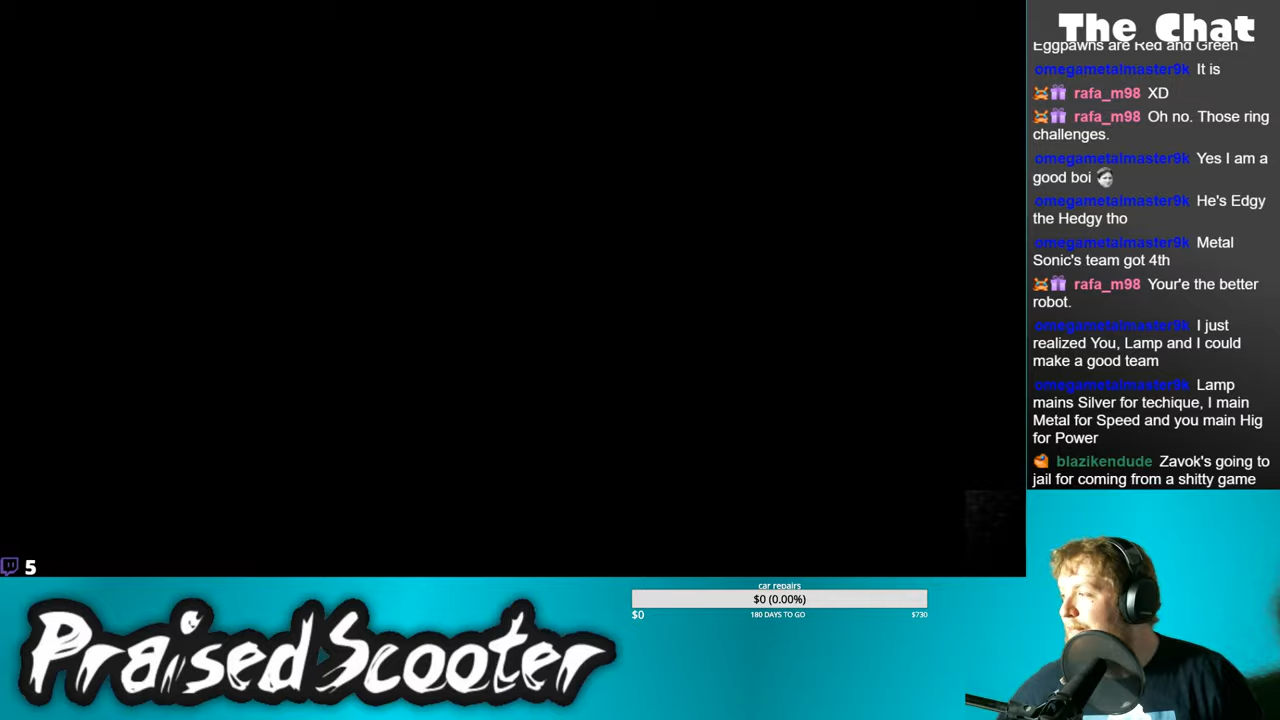 The Chat
Eggpawns are Red and Green
omegametalmaster9k It is
rafa_m98 XD
rafa_m98 Oh no. Those ring
challenges.
omegametalmaster9k Yes I am a
good boi
omegametalmaster9k He's Edgy
the Hedgy tho
omegametalmaster9k Metal
Sonic's team got 4th
rafa_m98 Your'e the better
robot.
omegametalmaster9k I just
realized You, Lamp and I could
make a good team
omegametalmaster9k Lamp
mains Silver for techique, I main
Metal for Speed and you main Hig
for Power
blazikendude Zavok's going to
jail for coming from a shitty game
5
car repairs
$0 (0.00%)
$0 180 DAYS TO GO $730
PraisedScooter